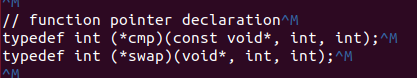 ^M
// function pointer declaration^M
typedef int (*cmp)(const void*, int, int);^M
typedef int (*swap)(void*, int, int);^M
^M